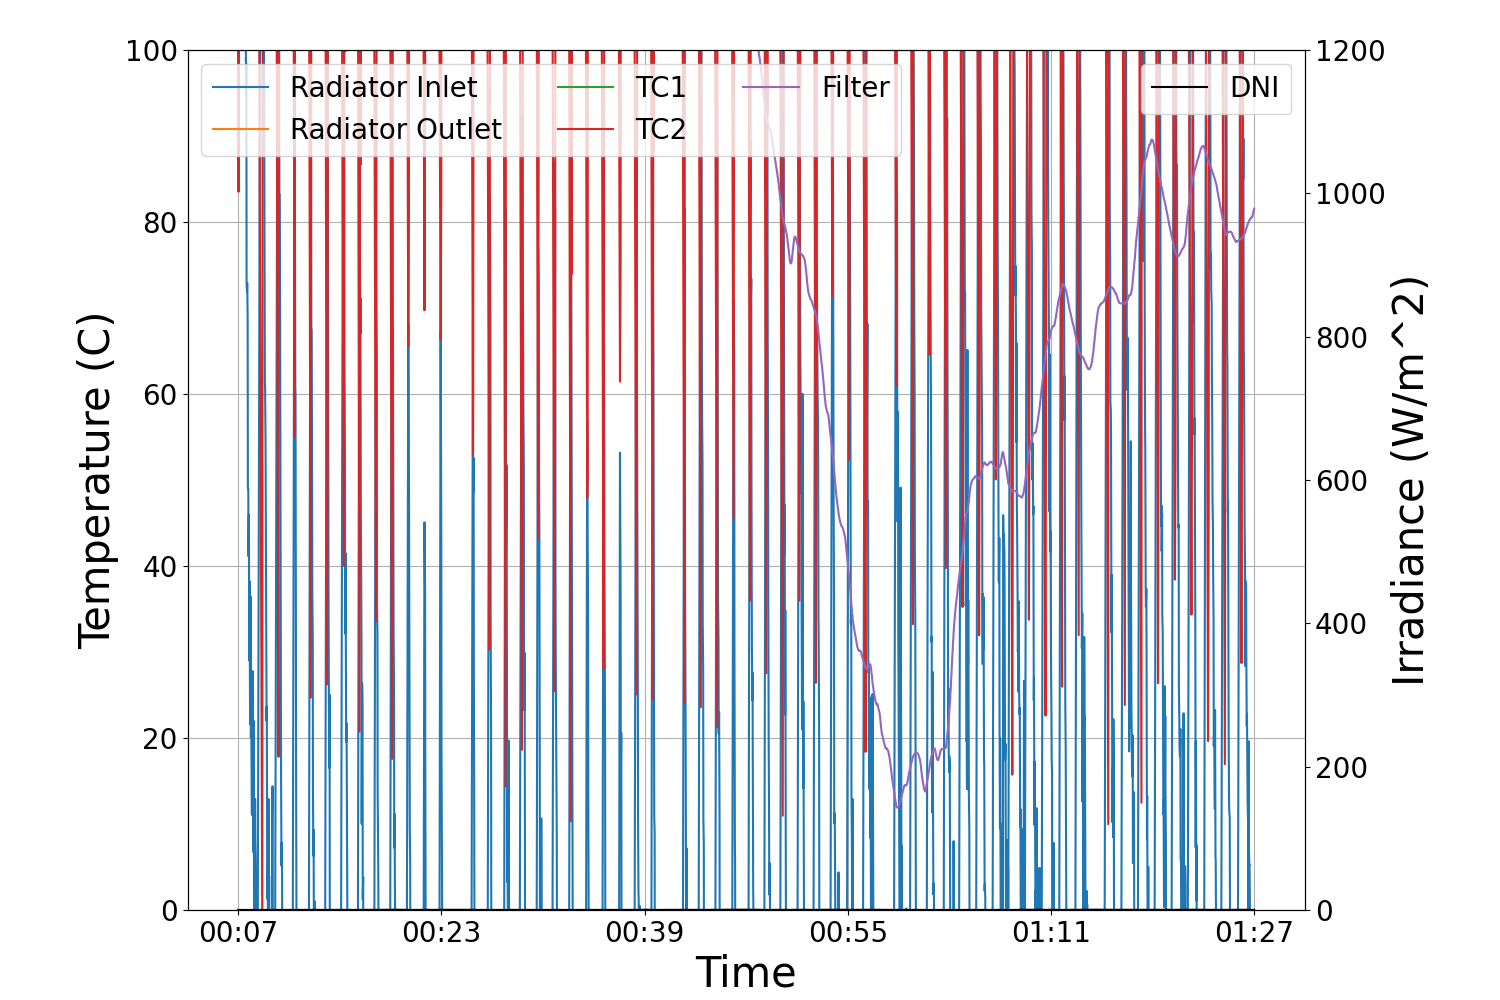 100
80
60
40
20
0
Temperature (C)
Radiator Inlet
Radiator Outlet
TC1
TC2
Filter
DNI
1200
1000
800
600
400
200
0
Irradiance (W/m^2)
00:07 00:23 00:39 00:55 01:11 01:27
Time